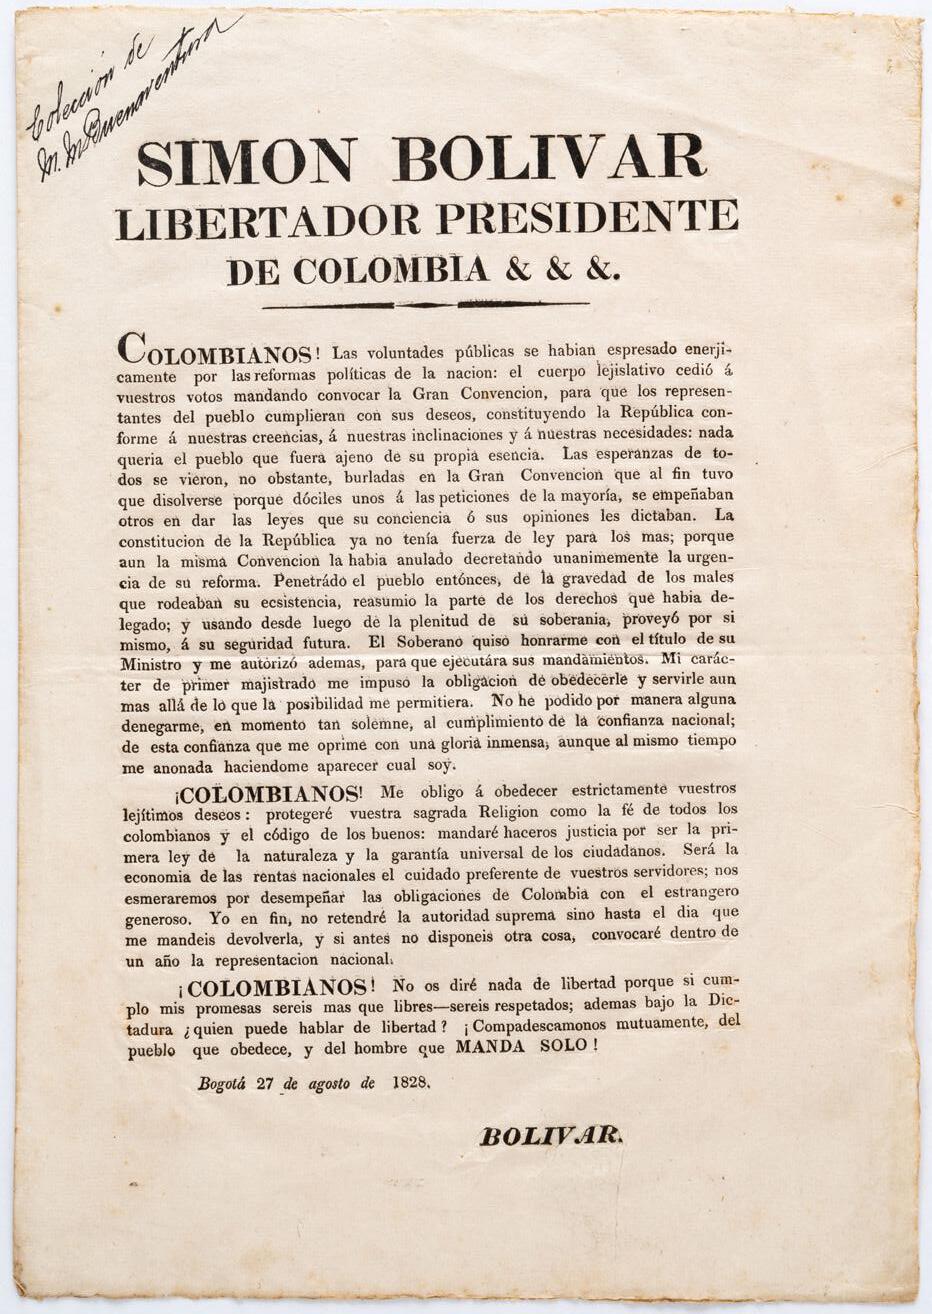 Colección de
M. M. Buenaventura
SIMON BOLIVAR
LIBERTADOR PRESIDENTE
DE COLOMBIA & & &.
COLOMBIANOS! Las voluntades públicas se habian espresado enerji-
camente por las reformas políticas de la nacion: el cuerpo lejislativo cedió á
vuestros votos mandando convocar la Gran Convencion, para que los represen-
tantes del pueblo cumplieran con sus deseos, constituyendo la República con-
forme á nuestras creencias, á nuestras inclinaciones y á nuestras necesidades: nada
queria el pueblo que fuera ajeno de su propia esencia. Las esperanzas de to-
dos se vieron, no obstante, burladas en la Gran Convencion que al fin tuvo
que disolverse porque dóciles unos á las peticiones de la mayoría, se empeñaban
otros en dar las leyes que su conciencia ó sus opiniones les dictaban. La
constitucion de la República ya no tenía fuerza de ley para los mas; porque
aun la misma Convencion la habia anulado decretando unanimemente la urgen-
cia de su reforma. Penetrádo el pueblo entónces, de la gravedad de los males
que rodeaban su ecsistencia, reasumio la parte de los derechos que habia de-
legado; y usando desde luego de la plenitud de su soberania, proveyó por si
mismo, á su seguridad futura. El Soberano quiso honrarme con el título de su
Ministro y me autorizó ademas, para que ejecutára sus mandamientos. Mi carác-
ter de primer majistrado me impuso la obligacion de obedecerle y servirle aun
mas allá de lo que la posibilidad me permitiera. No he podido por manera alguna
denegarme, en momento tan solemne, al cumplimiento de la confianza nacional;
de esta confianza que me oprime con una gloria inmensa, aunque al mismo tiempo
me anonada haciendome aparecer cual soy.
¡COLOMBIANOS! Me obligo á obedecer estrictamente vuestros
lejítimos deseos: protegeré vuestra sagrada Religion como la fé de todos los
colombianos y el código de los buenos: mandaré haceros justicia por ser la pri-
mera ley de la naturaleza y la garantía universal de los ciudadanos. Será la
economia de las rentas nacionales el cuidado preferente de vuestros servidores; nos
esmeraremos por desempeñar las obligaciones de Colombia con el estrangero
generoso. Yo en fin, no retendré la autoridad suprema sino hasta el dia que
me mandeis devolverla, y si antes no disponeis otra cosa, convocaré dentro de
un año la representacion nacional.
¡COLOMBIANOS! No os diré nada de libertad porque si cum-
plo mis promesas sereis mas que libres—sereis respetados; ademas bajo la Dic-
tadura ¿quien puede hablar de libertad? ¡Compadescamonos mutuamente, del
pueblo que obedece, y del hombre que MANDA SOLO!
Bogotá 27 de agosto de 1828.
BOLIVAR.